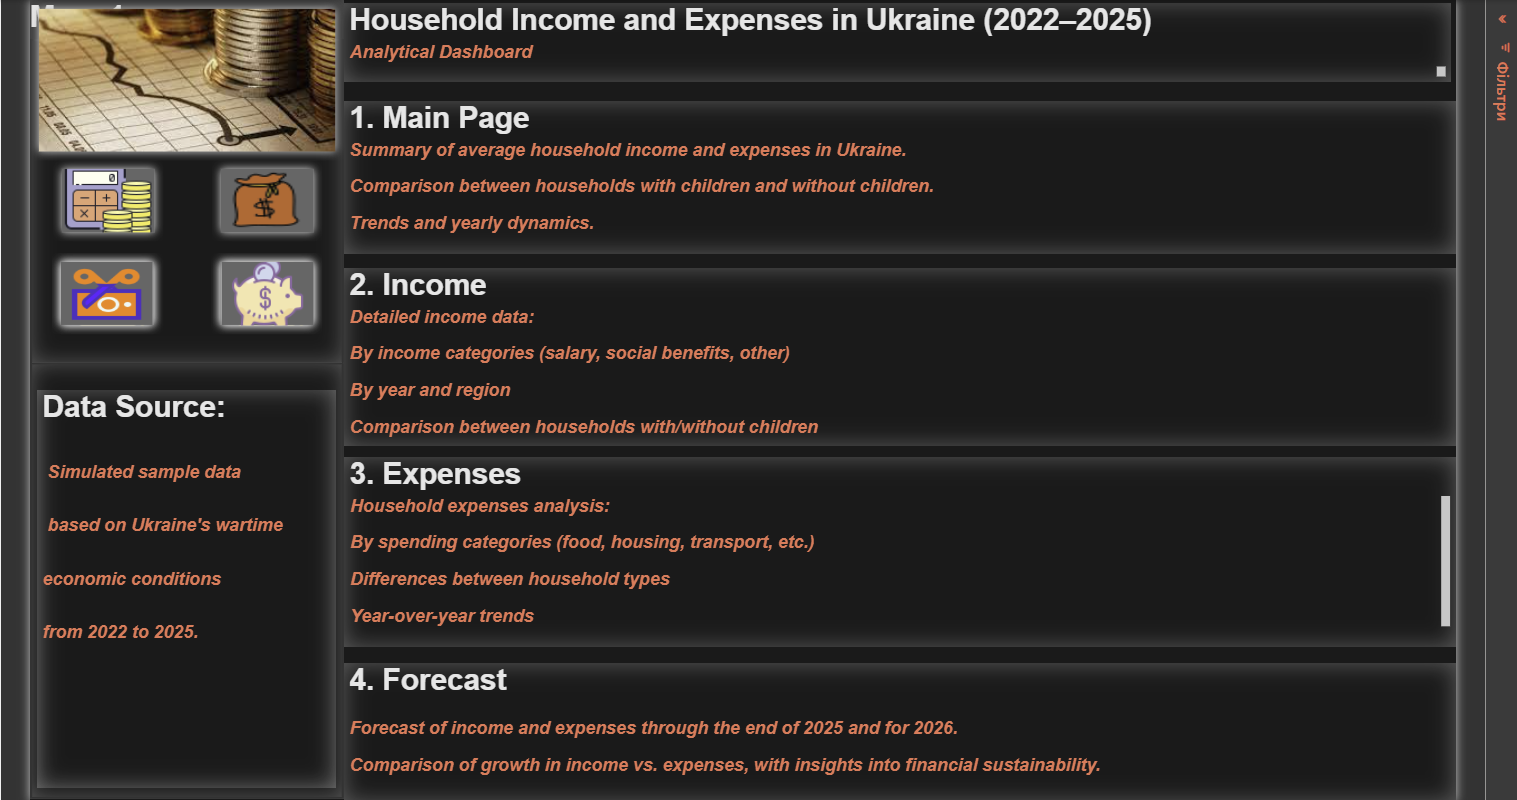 Household Income and Expenses in Ukraine (2022–2025)
Analytical Dashboard
1. Main Page
Summary of average household income and expenses in Ukraine.
Comparison between households with children and without children.
Trends and yearly dynamics.
2. Income
Detailed income data:
By income categories (salary, social benefits, other)
By year and region
Comparison between households with/without children
3. Expenses
Household expenses analysis:
By spending categories (food, housing, transport, etc.)
Differences between household types
Year-over-year trends
4. Forecast
Forecast of income and expenses through the end of 2025 and for 2026.
Comparison of growth in income vs. expenses, with insights into financial sustainability.
Data Source:
Simulated sample data
based on Ukraine's wartime
economic conditions
from 2022 to 2025.
Фільтри